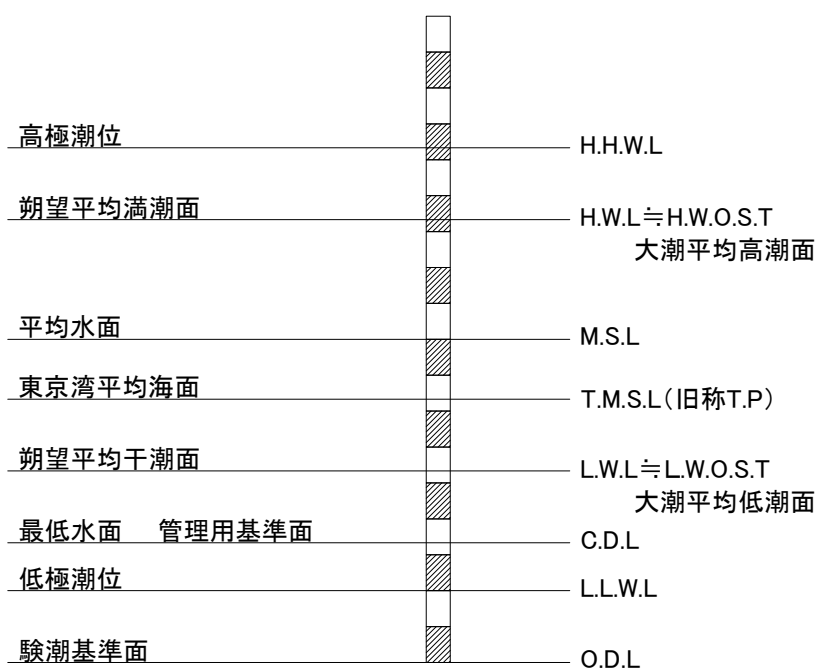 高極潮位
H.H.W.L
朔望平均満潮面
H.W.L≒H.W.O.S.T
大潮平均高潮面
平均水面
M.S.L
東京湾平均海面
T.M.S.L(旧称T.P)
朔望平均干潮面
L.W.L≒L.W.O.S.T
大潮平均低潮面
最低水面 管理用基準面
C.D.L
低極潮位
L.L.W.L
験潮基準面
O.D.L